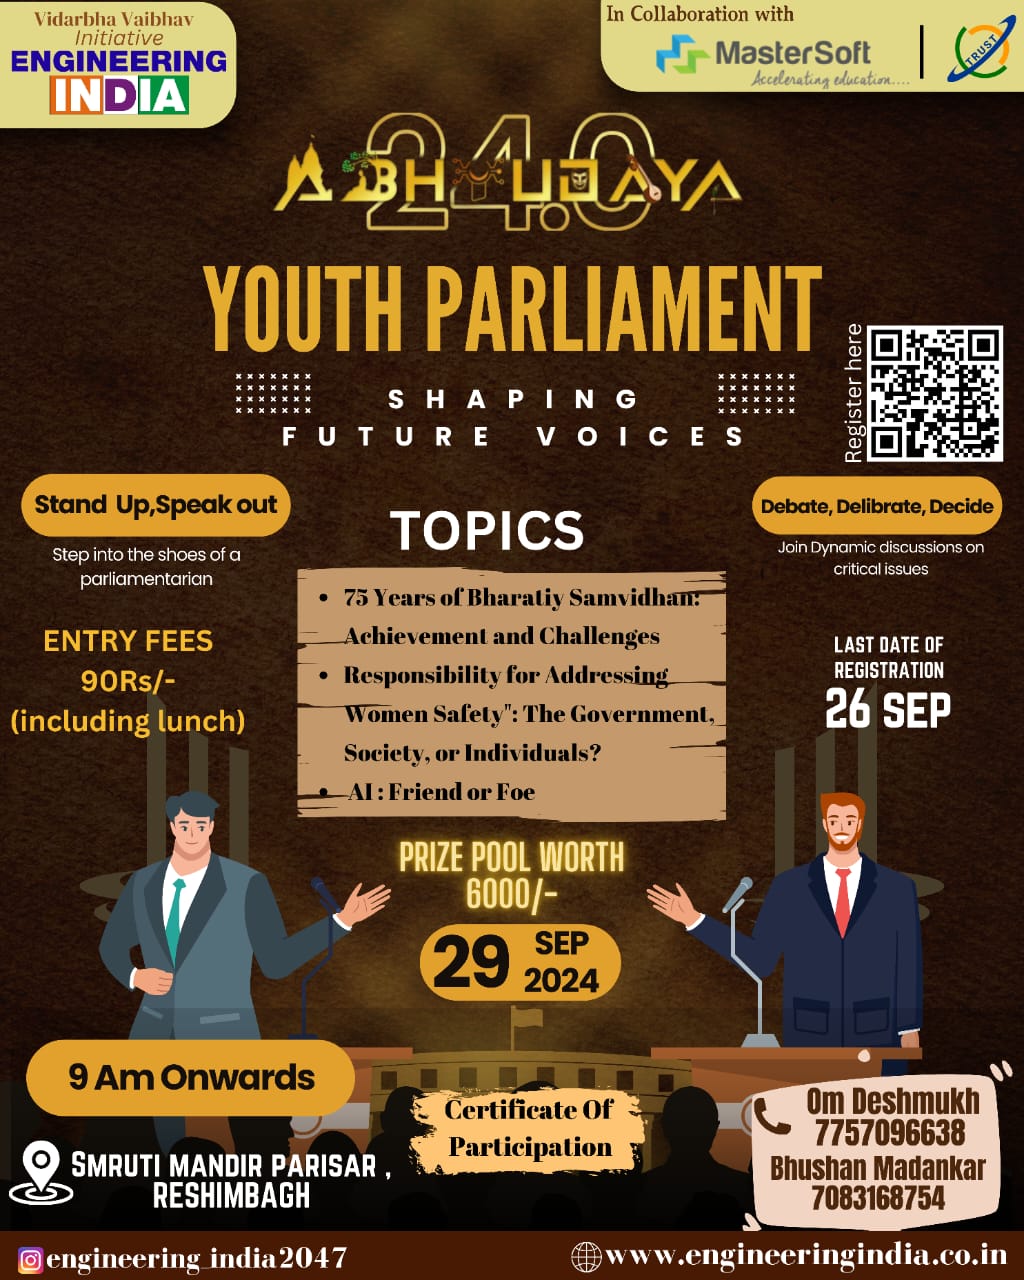 Vidarbha Vaibhav
Initiative
ENGINEERING
INDIA
In Collaboration with
MasterSoft
Accelerating education....
TRUST
24.0
ABHYUDAYA
YOUTH PARLIAMENT
SHAPING
FUTURE VOICES
Register here
Stand Up,Speak out
Step into the shoes of a
parliamentarian
Debate, Delibrate, Decide
Join Dynamic discussions on
critical issues
ENTRY FEES
90Rs/-
(including lunch)
TOPICS
• 75 Years of Bharatiy Samvidhan:
Achievement and Challenges
• Responsibility for Addressing
Women Safety": The Government,
Society, or Individuals?
• AI : Friend or Foe
LAST DATE OF
REGISTRATION
26 SEP
PRIZE POOL WORTH
6000/-
29 SEP
2024
9 Am Onwards
SMRUTI MANDIR PARISAR ,
RESHIMBAGH
Certificate Of
Participation
Om Deshmukh
7757096638
Bhushan Madankar
7083168754
engineering_india2047
www.engineeringindia.co.in